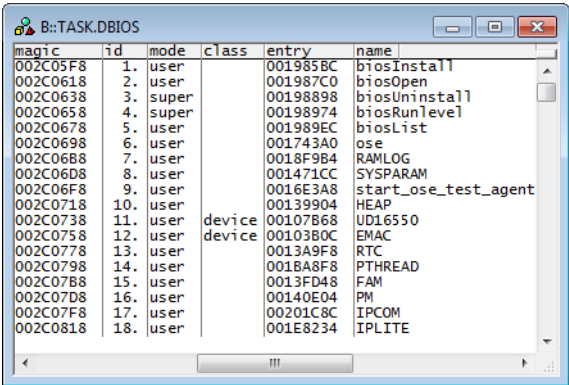 B::TASK.DBIOS
magic id mode class entry name
002C05F8 1. user 001985BC biosInstall
002C0618 2. user 001987C0 biosOpen
002C0638 3. super 00198898 biosUninstall
002C0658 4. super 00198974 biosRunlevel
002C0678 5. user 001989EC biosList
002C0698 6. user 001743A0 ose
002C06B8 7. user 0018F9B4 RAMLOG
002C06D8 8. user 001471CC SYSPARAM
002C06F8 9. user 0016E3A8 start_ose_test_agent
002C0718 10. user 00139904 HEAP
002C0738 11. user device 00107B68 UD16550
002C0758 12. user device 00103B0C EMAC
002C0778 13. user 0013A9F8 RTC
002C0798 14. user 001BA8F8 PTHREAD
002C07B8 15. user 0013FD48 FAM
002C07D8 16. user 00140E04 PM
002C07F8 17. user 00201C8C IPCOM
002C0818 18. user 001E8234 IPLITE